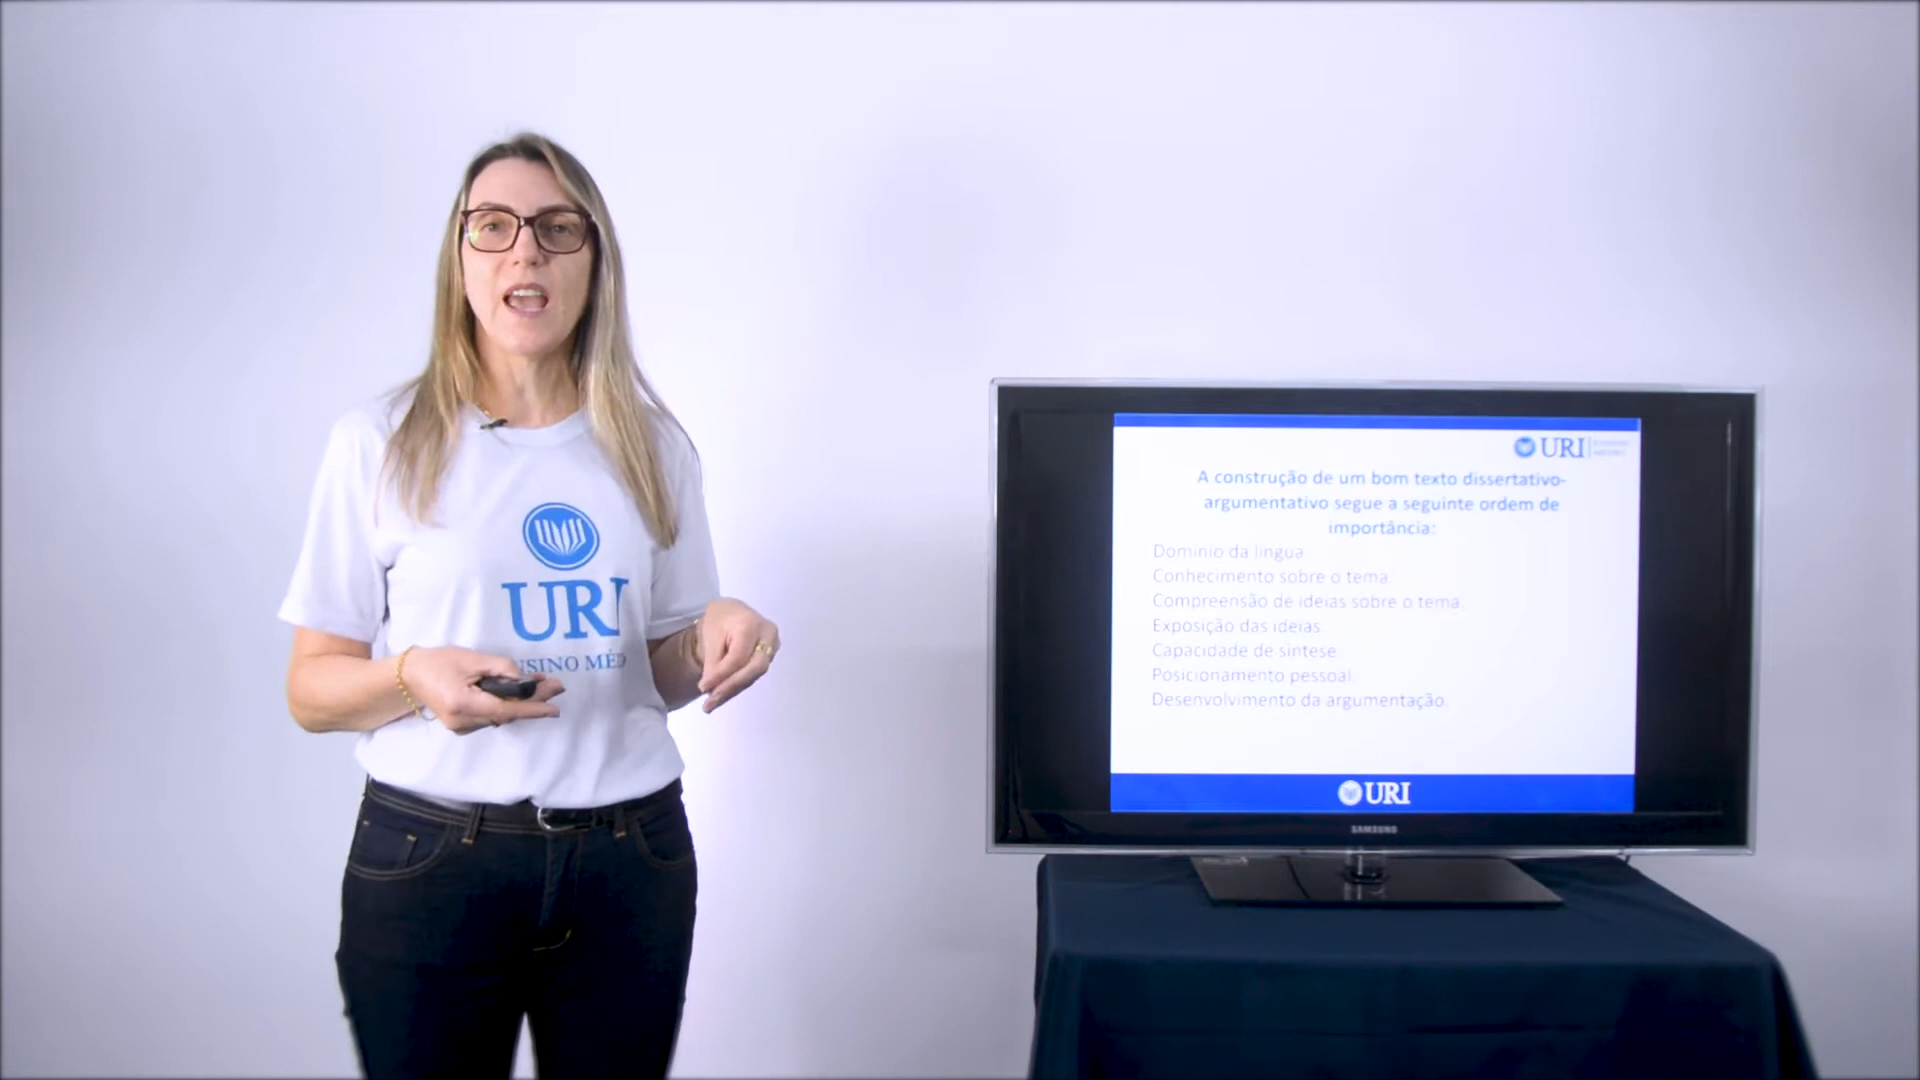 URI
ENSINO MÉD
URI
A construção de um bom texto dissertativo-
argumentativo segue a seguinte ordem de
importância:
Domínio da língua
Conhecimento sobre o tema.
Compreensão de ideias sobre o tema.
Exposição das ideias.
Capacidade de síntese.
Posicionamento pessoal.
Desenvolvimento da argumentação.
URI
SAMSUNG